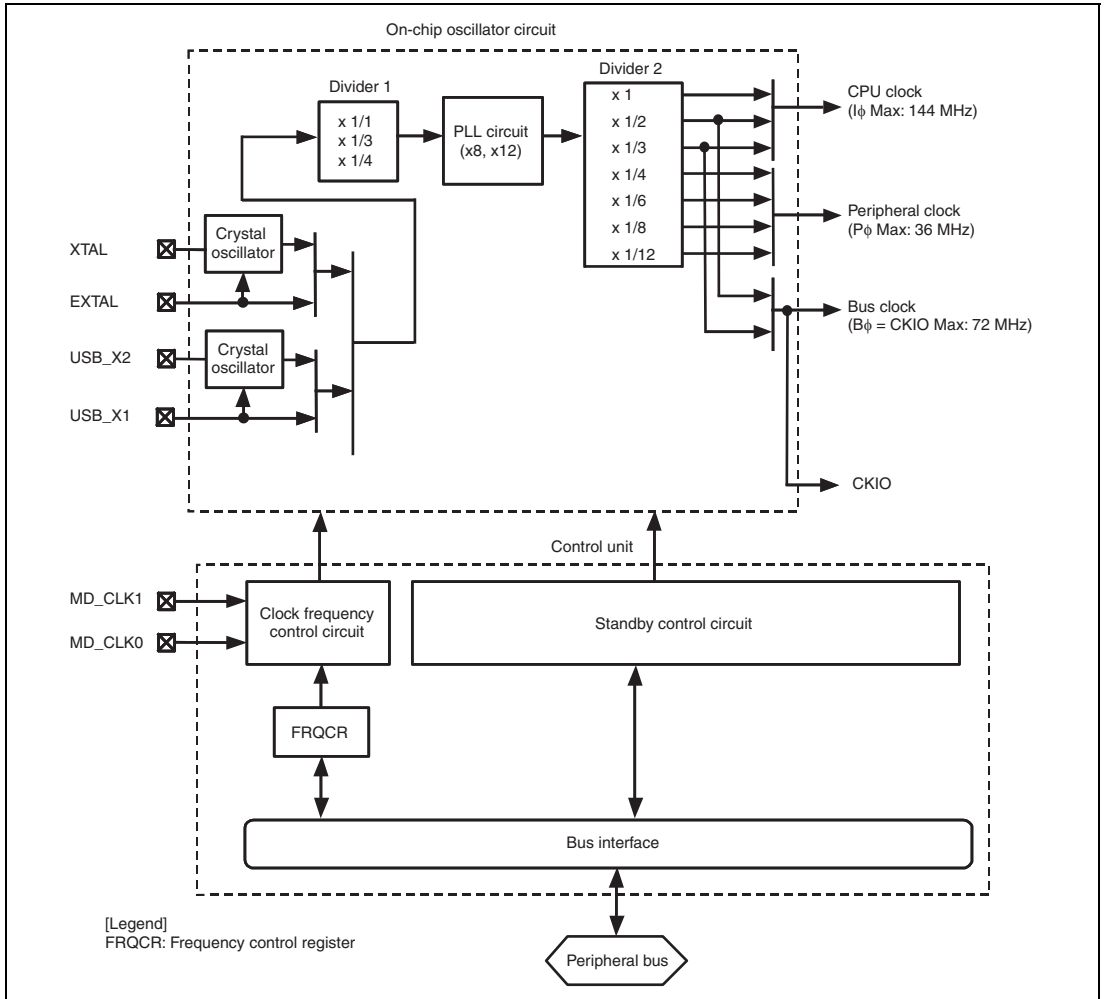 On-chip oscillator circuit
Divider 1
x 1/1
x 1/3
x 1/4
PLL circuit
(x8, x12)
Divider 2
x 1
x 1/2
x 1/3
x 1/4
x 1/6
x 1/8
x 1/12
CPU clock
(Iϕ Max: 144 MHz)
Peripheral clock
(Pϕ Max: 36 MHz)
Bus clock
(Bϕ = CKIO Max: 72 MHz)
CKIO
XTAL
Crystal
oscillator
EXTAL
USB_X2
Crystal
oscillator
USB_X1
Control unit
MD_CLK1
MD_CLK0
Clock frequency
control circuit
Standby control circuit
FRQCR
Bus interface
[Legend]
FRQCR: Frequency control register
Peripheral bus